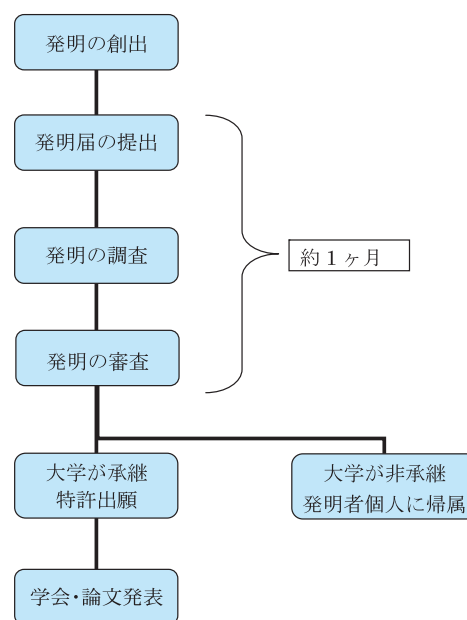 発明の創出
発明届の提出
発明の調査
約1ヶ月
発明の審査
大学が承継
特許出願
大学が非承継
発明者個人に帰属
学会・論文発表